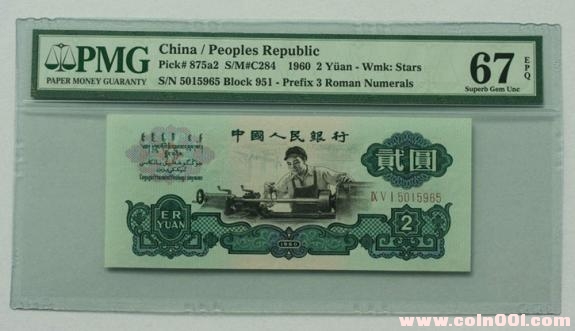 PMG
PAPER MONEY GUARANTY
China / Peoples Republic
Pick# 875a2 S/M#C284 1960 2 Yüan - Wmk: Stars
S/N 5015965 Block 951 - Prefix 3 Roman Numerals
67 EPQ
Superb Gem Unc
中國人民銀行
貳圓
IX V I 5015965
ER
YUAN
2
1960
www.coin001.com